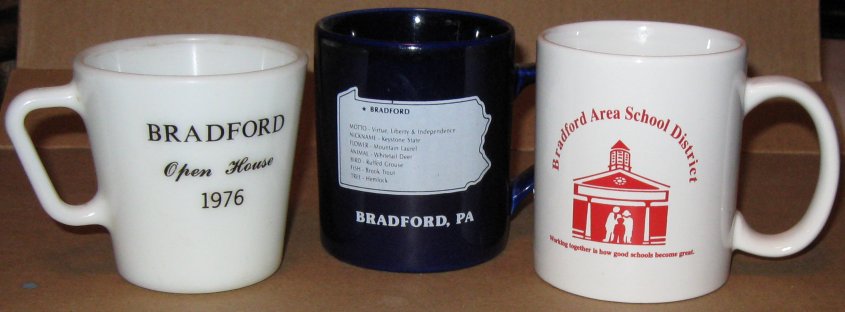 BRADFORD
Open House
1976
★ BRADFORD
MOTTO - Virtue, Liberty & Independence
NICKNAME - Keystone State
FLOWER - Mountain Laurel
ANIMAL - Whitetail Deer
BIRD - Ruffed Grouse
FISH - Brook Trout
TREE - Hemlock
BRADFORD, PA
Bradford Area School District
Working together is how good schools become great.